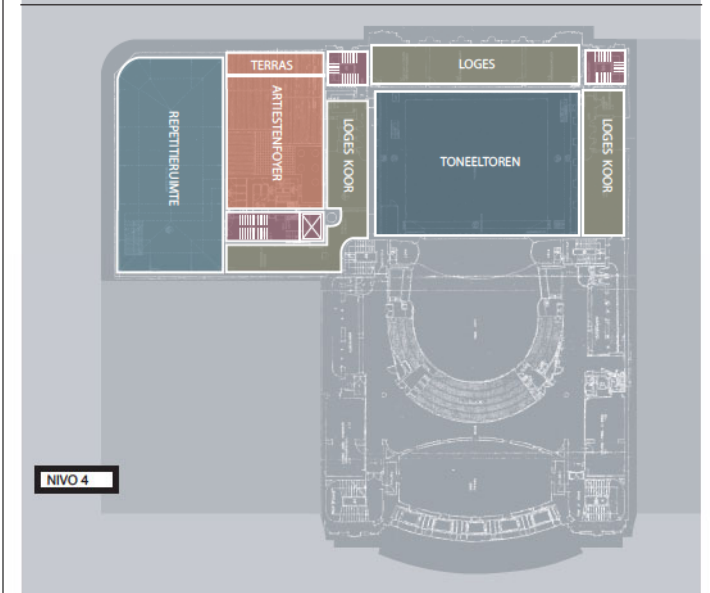 TERRAS
LOGES
REPETITIERUIMTE
ARTIESTENFOYER
LOGES KOOR
TONEELTOREN
LOGES KOOR
NIVO 4